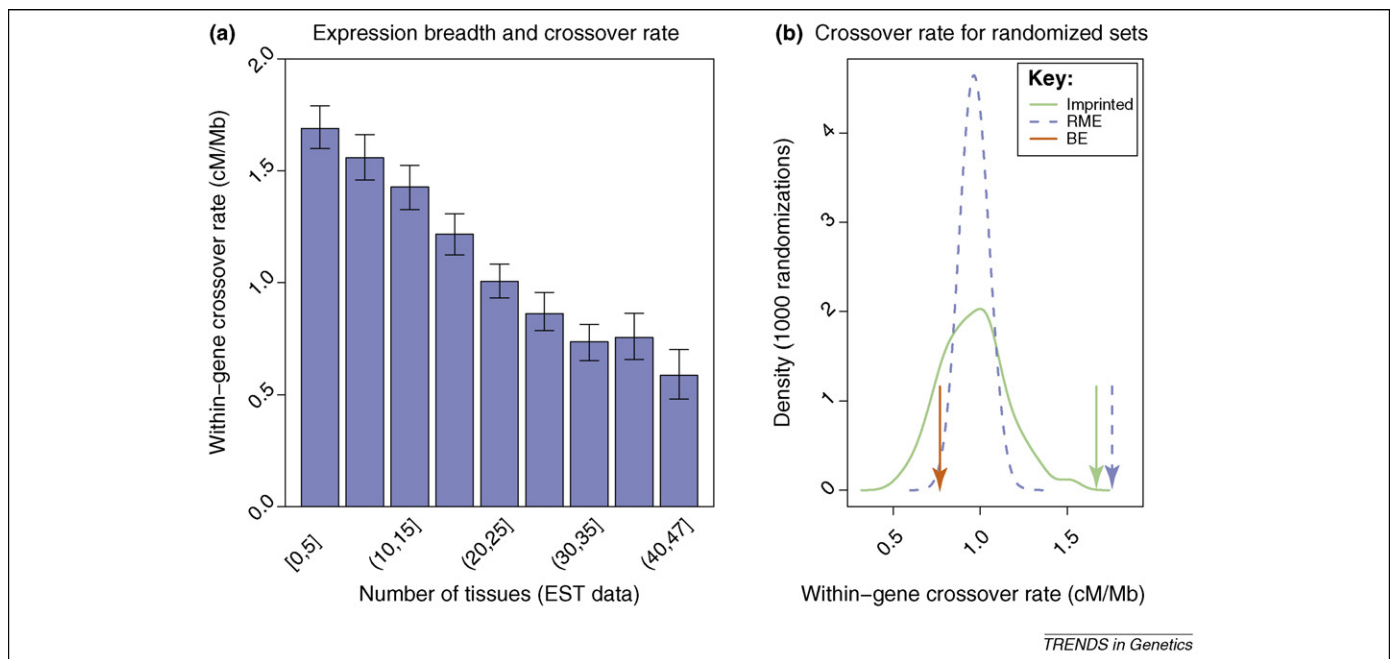 (a) Expression breadth and crossover rate
Within–gene crossover rate (cM/Mb)
2.0
1.5
1.0
0.5
0.0
[0,5]
(10,15]
(20,25]
(30,35]
(40,47]
Number of tissues (EST data)
(b) Crossover rate for randomized sets
Key:
Imprinted
RME
BE
Density (1000 randomizations)
4
3
2
1
0
0.5
1.0
1.5
Within–gene crossover rate (cM/Mb)
TRENDS in Genetics